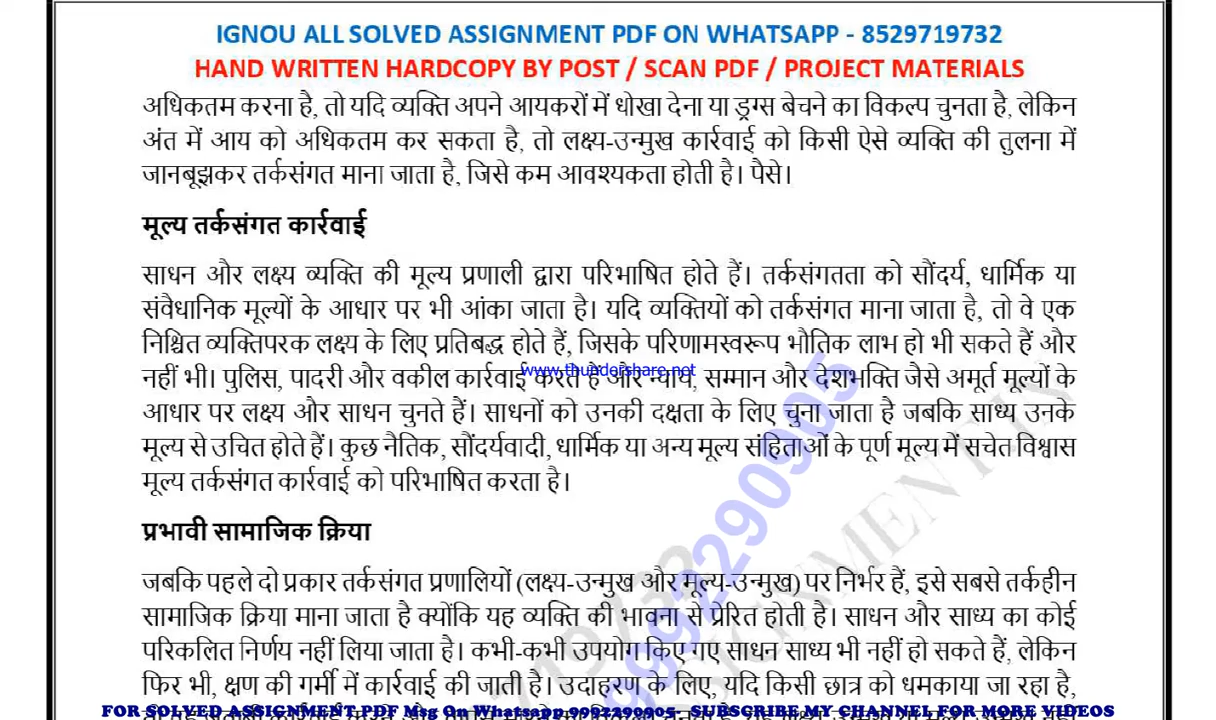 IGNOU ALL SOLVED ASSIGNMENT PDF ON WHATSAPP - 8529719732
HAND WRITTEN HARDCOPY BY POST / SCAN PDF / PROJECT MATERIALS
अधिकतम करना है, तो यदि व्यक्ति अपने आयकरों में धोखा देना या ड्रग्स बेचने का विकल्प चुनता है, लेकिन
अंत में आय को अधिकतम कर सकता है, तो लक्ष्य-उन्मुख कार्रवाई को किसी ऐसे व्यक्ति की तुलना में
जानबूझकर तर्कसंगत माना जाता है, जिसे कम आवश्यकता होती है। पैसे।
मूल्य तर्कसंगत कार्रवाई
साधन और लक्ष्य व्यक्ति की मूल्य प्रणाली द्वारा परिभाषित होते हैं। तर्कसंगतता को सौंदर्य, धार्मिक या
संवैधानिक मूल्यों के आधार पर भी आंका जाता है। यदि व्यक्तियों को तर्कसंगत माना जाता है, तो वे एक
निश्चित व्यक्तिपरक लक्ष्य के लिए प्रतिबद्ध होते हैं, जिसके परिणामस्वरूप भौतिक लाभ हो भी सकते हैं और
www.thundershare.net
नहीं भी। पुलिस, पादरी और वकील कार्रवाई करते हैं और न्याय, सम्मान और देशभक्ति जैसे अमूर्त मूल्यों के
आधार पर लक्ष्य और साधन चुनते हैं। साधनों को उनकी दक्षता के लिए चुना जाता है जबकि साध्य उनके
मूल्य से उचित होते हैं। कुछ नैतिक, सौंदर्यवादी, धार्मिक या अन्य मूल्य संहिताओं के पूर्ण मूल्य में सचेत विश्वास
मूल्य तर्कसंगत कार्रवाई को परिभाषित करता है।
प्रभावी सामाजिक क्रिया
जबकि पहले दो प्रकार तर्कसंगत प्रणालियों (लक्ष्य-उन्मुख और मूल्य-उन्मुख) पर निर्भर हैं, इसे सबसे तर्कहीन
सामाजिक क्रिया माना जाता है क्योंकि यह व्यक्ति की भावना से प्रेरित होती है। साधन और साध्य का कोई
परिकलित निर्णय नहीं लिया जाता है। कभी-कभी उपयोग किए गए साधन साध्य भी नहीं हो सकते हैं, लेकिन
फिर भी, क्षण की गर्मी में कार्रवाई की जाती है। उदाहरण के लिए, यदि किसी छात्र को धमकाया जा रहा है,
FOR SOLVED ASSIGNMENT PDF Msg On Whatsapp 9992290905- SUBSCRIBE MY CHANNEL FOR MORE VIDEOS